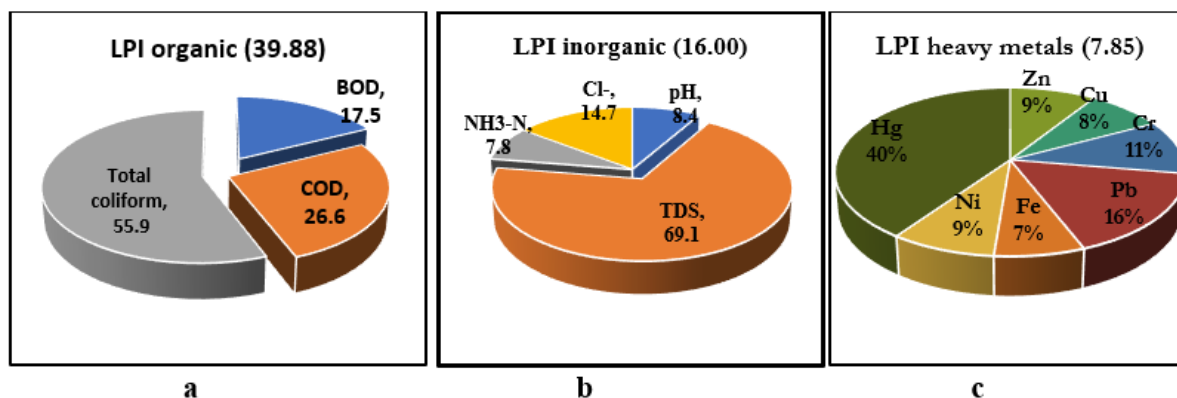 LPI organic (39.88)
BOD,
17.5
COD,
26.6
Total
coliform,
55.9
a
LPI inorganic (16.00)
Cl-,
14.7
pH,
8.4
NH3-N,
7.8
TDS,
69.1
b
LPI heavy metals (7.85)
Zn
9%
Cu
8%
Cr
11%
Hg
40%
Pb
16%
Ni
9%
Fe
7%
c